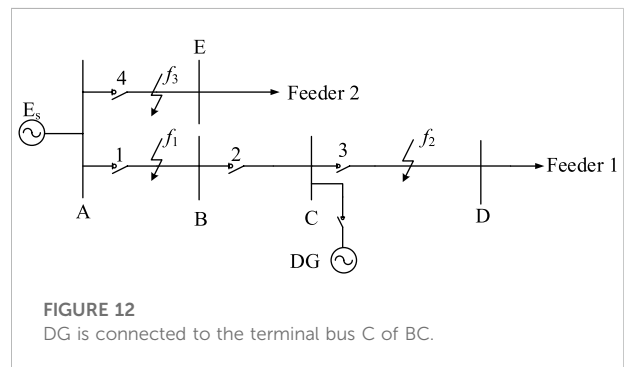 E
4
f3
Feeder 2
Es
1
f1
2
3
f2
Feeder 1
A
B
C
D
DG
FIGURE 12
DG is connected to the terminal bus C of BC.